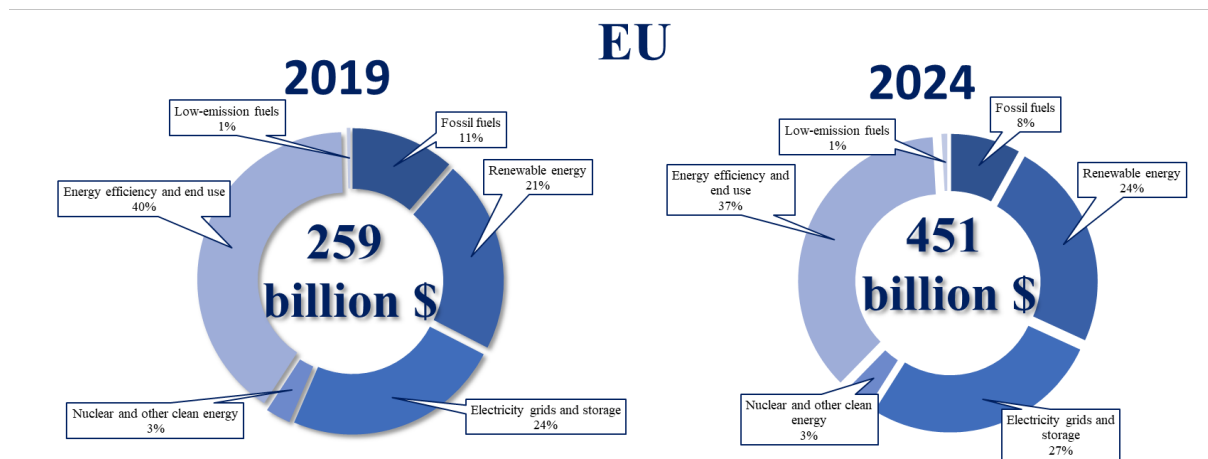 EU
2019
Low-emission fuels
1%
Fossil fuels
11%
Renewable energy
21%
Energy efficiency and end use
40%
259
billion $
Nuclear and other clean energy
3%
Electricity grids and storage
24%
2024
Low-emission fuels
1%
Fossil fuels
8%
Renewable energy
24%
Energy efficiency and
end use
37%
451
billion $
Nuclear and other clean
energy
3%
Electricity grids and
storage
27%